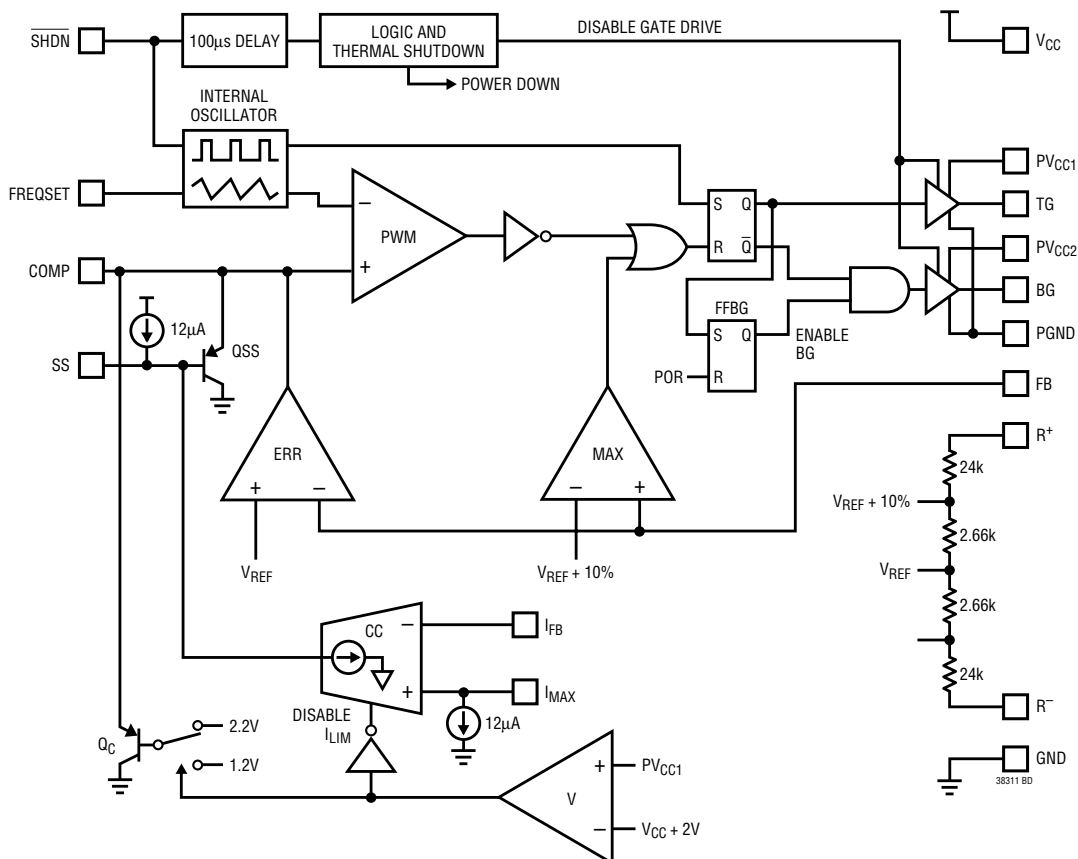 SHDN
100µs DELAY
LOGIC AND
THERMAL SHUTDOWN
DISABLE GATE DRIVE
VCC
POWER DOWN
INTERNAL
OSCILLATOR
FREQSET
PVCC1
TG
–
PWM
+
S Q
R Q
COMP
PVCC2
BG
PGND
12µA
SS
QSS
FFBG
S Q
R
POR
ENABLE
BG
FB
ERR
+ –
VREF
MAX
– +
VREF + 10%
R+
24k
VREF + 10%
2.66k
VREF
2.66k
24k
R–
CC
–
+
IFB
IMAX
12µA
DISABLE
ILIM
QC
2.2V
1.2V
V
+
–
PVCC1
VCC + 2V
GND
38311 BD